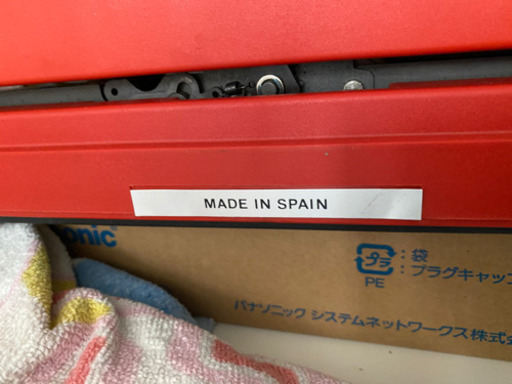 MADE IN SPAIN
onic
プラ
: 袋
: プラグキャッ
PE
パナソニック システムネットワークス株式